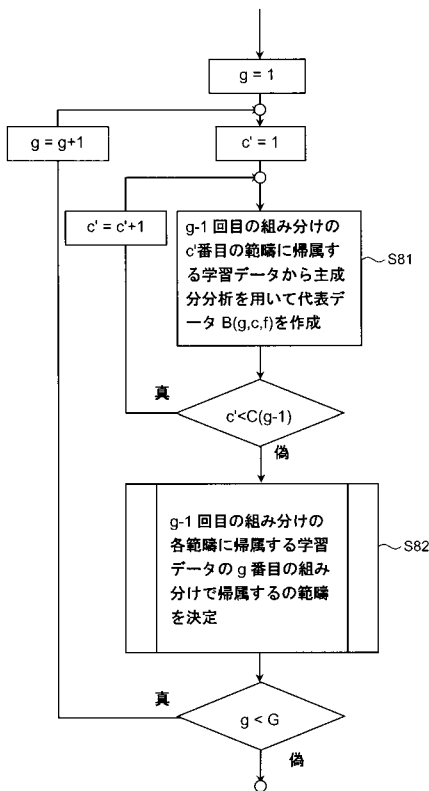 g = 1
g = g+1
c' = 1
c' = c'+1
g-1 回目の組み分けの
c'番目の範疇に帰属す
る学習データから主成
分分析を用いて代表デ
ータ B(g,c,f)を作成
S81
真
c'<C(g-1)
偽
g-1 回目の組み分けの
各範疇に帰属する学習
データの g 番目の組み
分けで帰属するの範疇
を決定
S82
真
g < G
偽